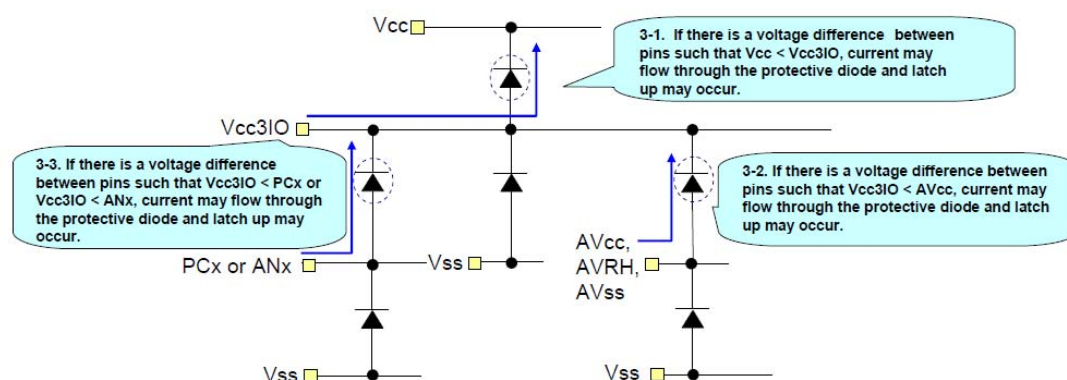 Vcc
3-1. If there is a voltage difference between
pins such that Vcc < Vcc3IO, current may
flow through the protective diode and latch
up may occur.
Vcc3IO
3-3. If there is a voltage difference
between pins such that Vcc3IO < PCx or
Vcc3IO < ANx, current may flow through
the protective diode and latch up may
occur.
3-2. If there is a voltage difference between
pins such that Vcc3IO < AVcc, current may
flow through the protective diode and latch
up may occur.
PCx or ANx
Vss
AVcc,
AVRH,
AVss
Vss
Vss